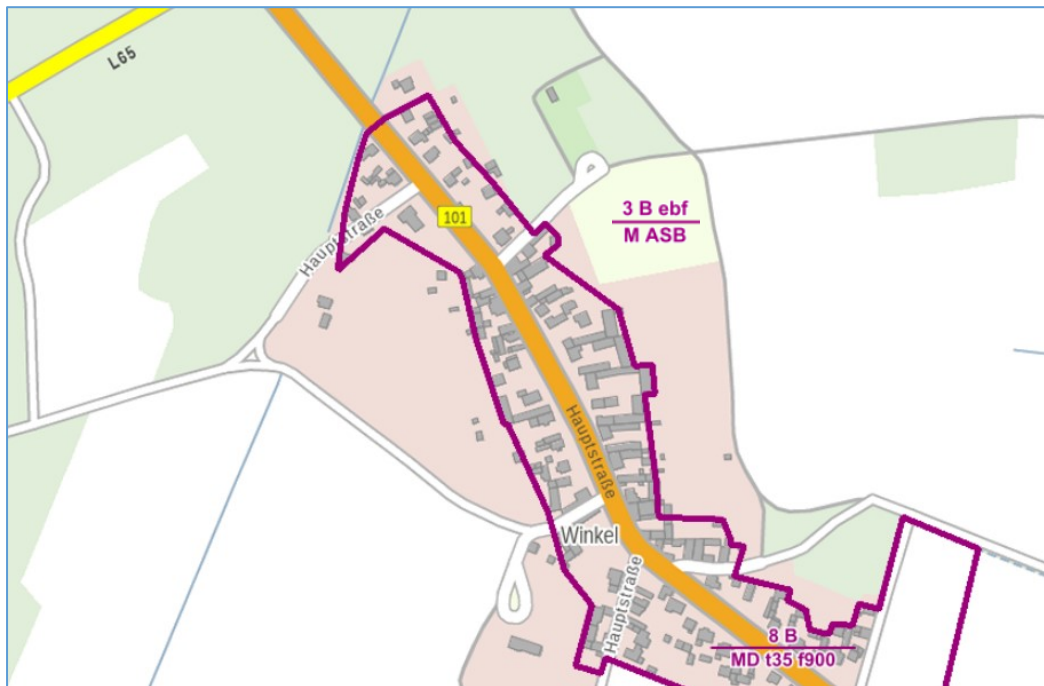 L65
Hauptstraße
101
3 B ebf
M ASB
Hauptstraße
Winkel
Hauptstraße
8 B
MD t35 f900